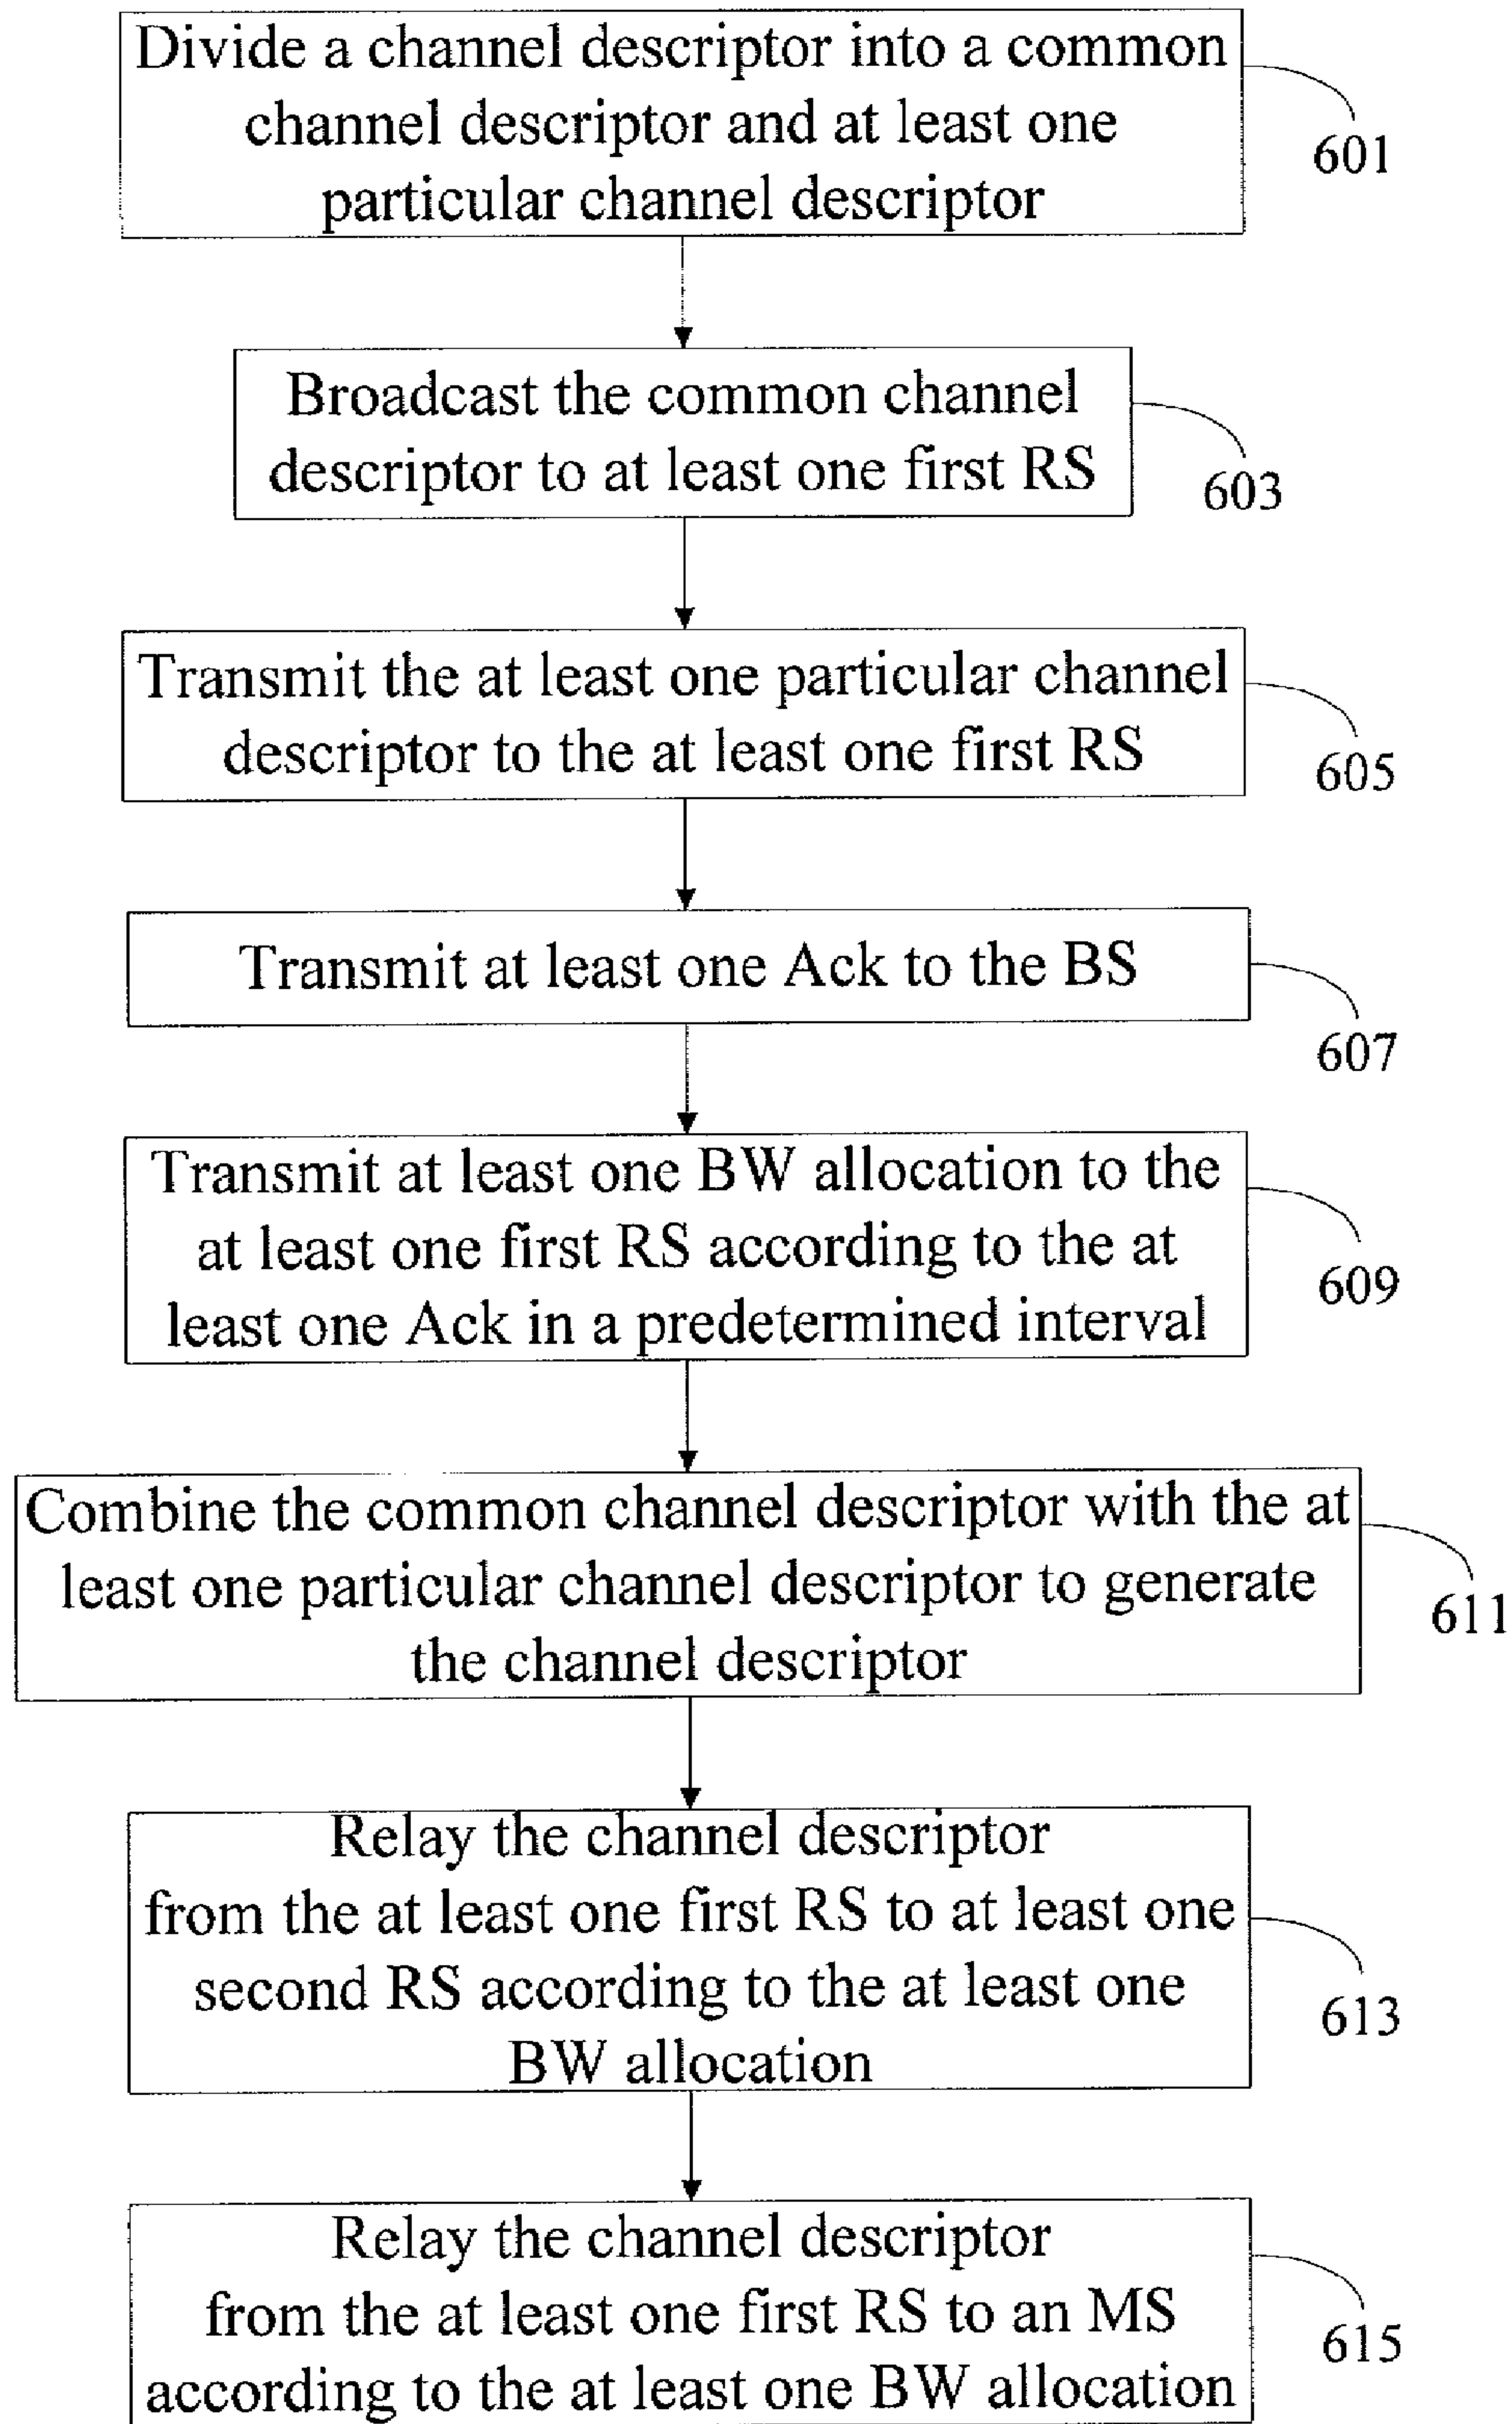 Divide a channel descriptor into a common
channel descriptor and at least one
particular channel descriptor
601
Broadcast the common channel
descriptor to at least one first RS
603
Transmit the at least one particular channel
descriptor to the at least one first RS
605
Transmit at least one Ack to the BS
607
Transmit at least one BW allocation to the
at least one first RS according to the at
least one Ack in a predetermined interval
609
Combine the common channel descriptor with the at
least one particular channel descriptor to generate
the channel descriptor
611
Relay the channel descriptor
from the at least one first RS to at least one
second RS according to the at least one
BW allocation
613
Relay the channel descriptor
from the at least one first RS to an MS
according to the at least one BW allocation
615